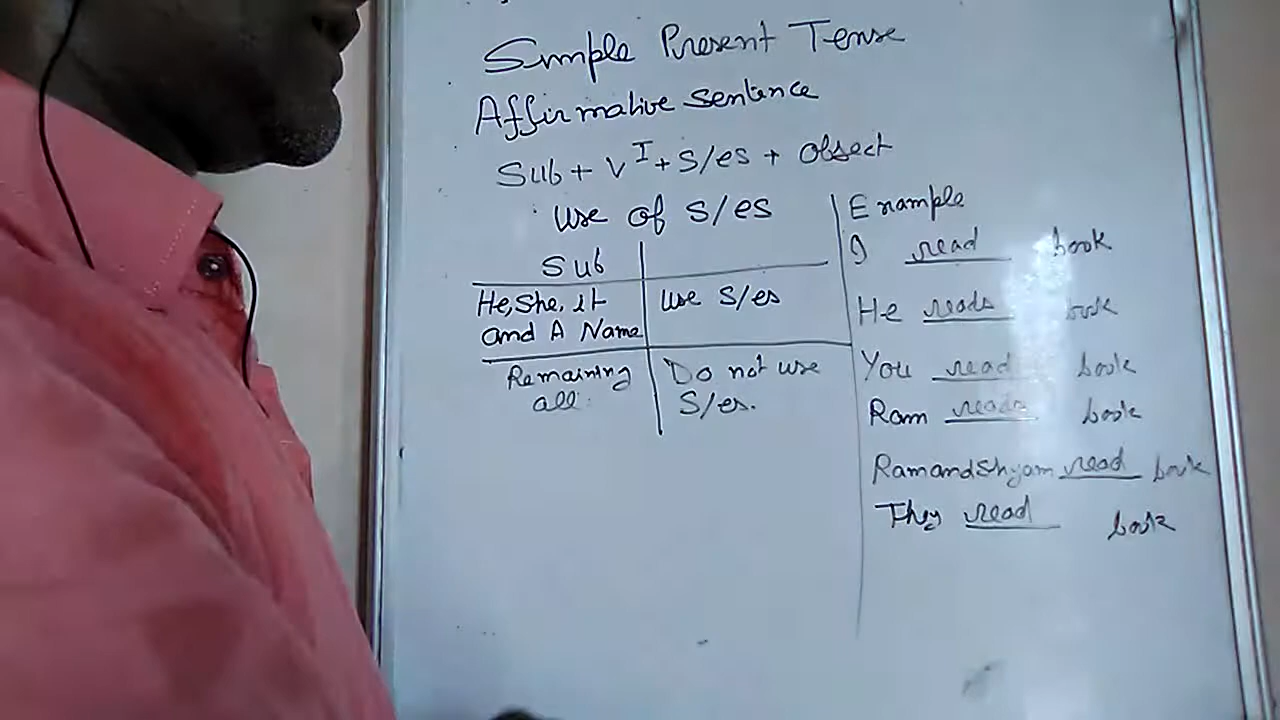 Simple Present Tense
Affirmative sentence
Sub + V I + S/es + Object
use of S/es
Sub
He, She, it use S/es
and A Name
Remaining Do not use
all. S/es.
Example
I read book
He reads book
You read book
Ram reads book
Ram and Shyam read book
They read book